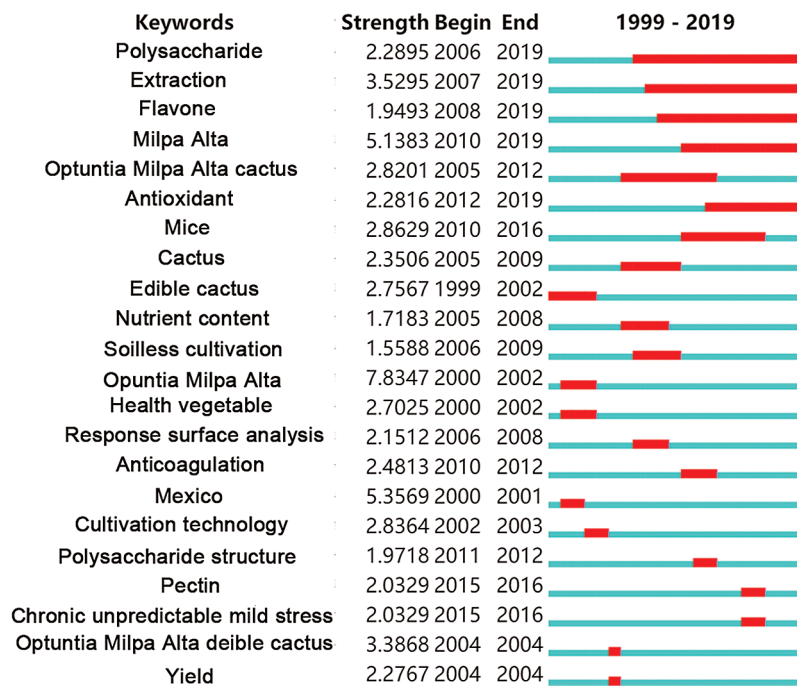 Keywords Strength Begin End 1999 - 2019
Polysaccharide 2.2895 2006 2019
Extraction 3.5295 2007 2019
Flavone 1.9493 2008 2019
Milpa Alta 5.1383 2010 2019
Optuntia Milpa Alta cactus 2.8201 2005 2012
Antioxidant 2.2816 2012 2019
Mice 2.8629 2010 2016
Cactus 2.3506 2005 2009
Edible cactus 2.7567 1999 2002
Nutrient content 1.7183 2005 2008
Soilless cultivation 1.5588 2006 2009
Opuntia Milpa Alta 7.8347 2000 2002
Health vegetable 2.7025 2000 2002
Response surface analysis 2.1512 2006 2008
Anticoagulation 2.4813 2010 2012
Mexico 5.3569 2000 2001
Cultivation technology 2.8364 2002 2003
Polysaccharide structure 1.9718 2011 2012
Pectin 2.0329 2015 2016
Chronic unpredictable mild stress 2.0329 2015 2016
Optuntia Milpa Alta deible cactus 3.3868 2004 2004
Yield 2.2767 2004 2004